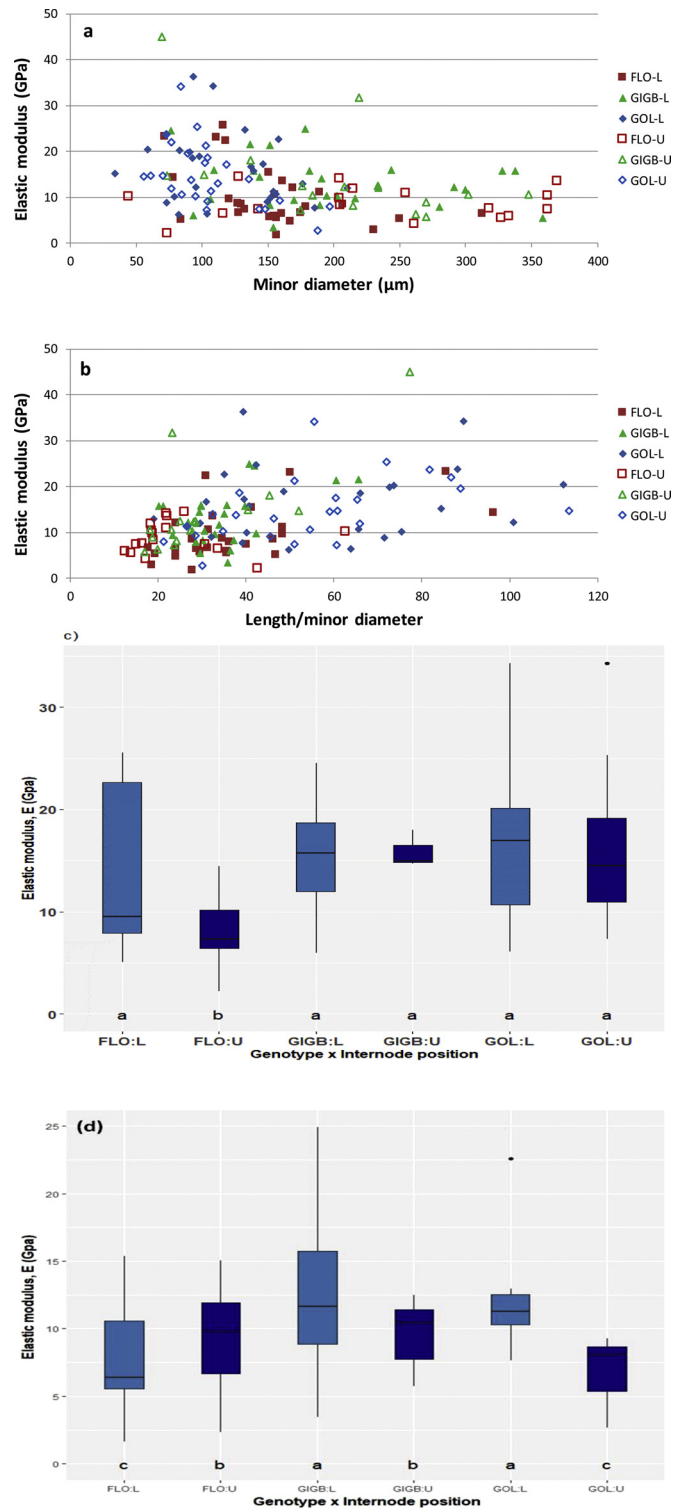 a
Elastic modulus (GPa)
50
40
30
20
10
0
0 50 100 150 200 250 300 350 400
Minor diameter (µm)
FLO-L
GIGB-L
GOL-L
FLO-U
GIGB-U
GOL-U
b
Elastic modulus (GPa)
50
40
30
20
10
0
0 20 40 60 80 100 120
Length/minor diameter
FLO-L
GIGB-L
GOL-L
FLO-U
GIGB-U
GOL-U
c)
Elastic modulus, E (Gpa)
30
20
10
0
a b a a a a
FLO:L FLO:U GIGB:L GIGB:U GOL:L GOL:U
Genotype x Internode position
(d)
Elastic modulus, E (Gpa)
25
20
15
10
5
0
c b a b a c
FLO:L FLO:U GIGB:L GIGB:U GOL:L GOL:U
Genotype x Internode position